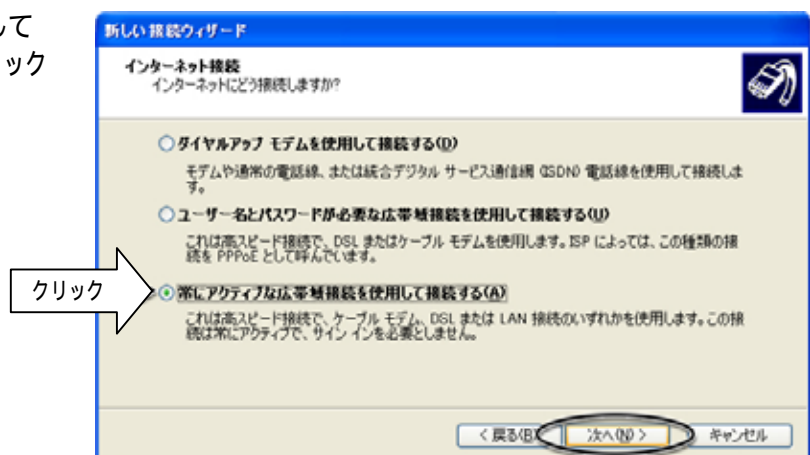 して
ック
新しい接続ウィザード
インターネット接続
インターネットにどう接続しますか?
ダイヤルアップ モデムを使用して接続する(D)
モデムや通常の電話線、または統合デジタル サービス通信網 (ISDN) 電話線を使用して接続しま
す。
ユーザー名とパスワードが必要な広帯域接続を使用して接続する(U)
これは高スピード接続で、DSL またはケーブル モデムを使用します。ISP によっては、この種類の接
続を PPPoE として呼んでいます。
クリック
常にアクティブな広帯域接続を使用して接続する(A)
これは高スピード接続で、ケーブル モデム、DSL または LAN 接続のいずれかを使用します。この接
続は常にアクティブで、サイン インを必要としません。
< 戻る(B)
次へ(N) >
キャンセル